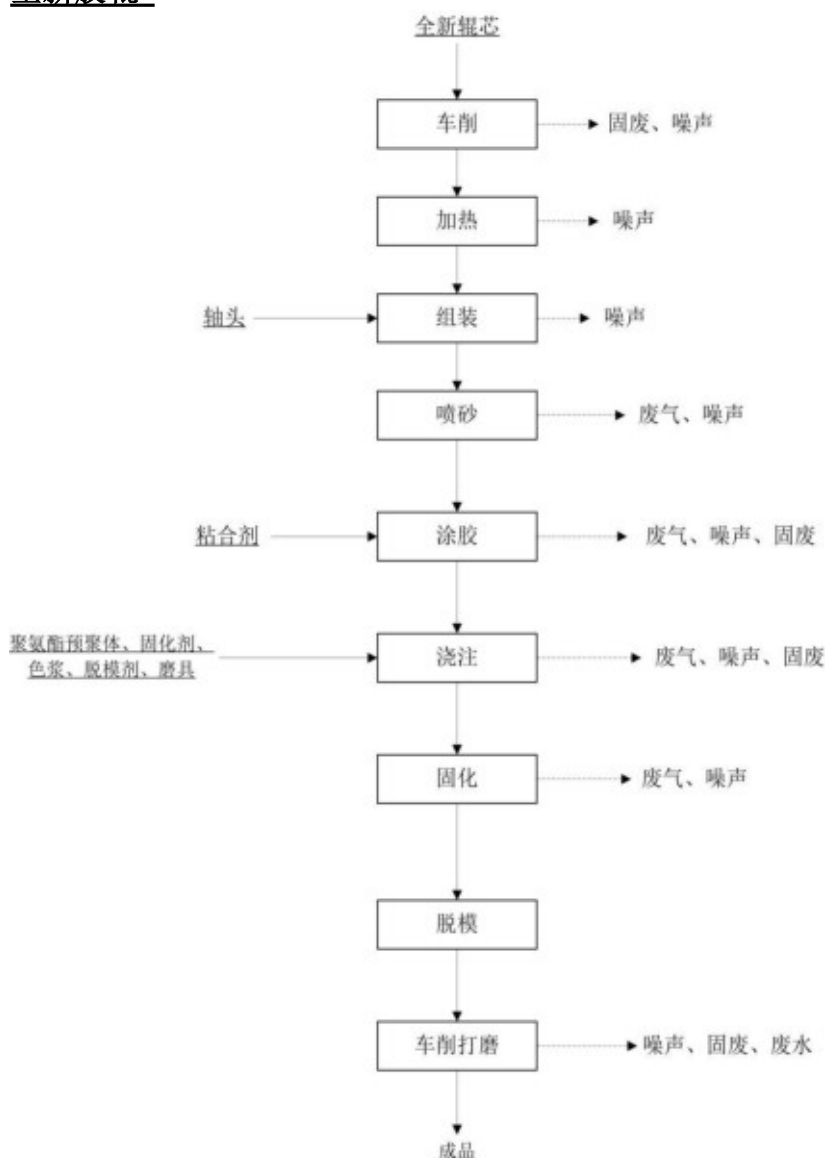 全新辊芯
车削
固废、噪声
加热
噪声
轴头
组装
噪声
喷砂
废气、噪声
粘合剂
涂胶
废气、噪声、固废
聚氨酯预聚体、固化剂、
色浆、脱模剂、磨具
浇注
废气、噪声、固废
固化
废气、噪声
脱模
车削打磨
噪声、固废、废水
成品